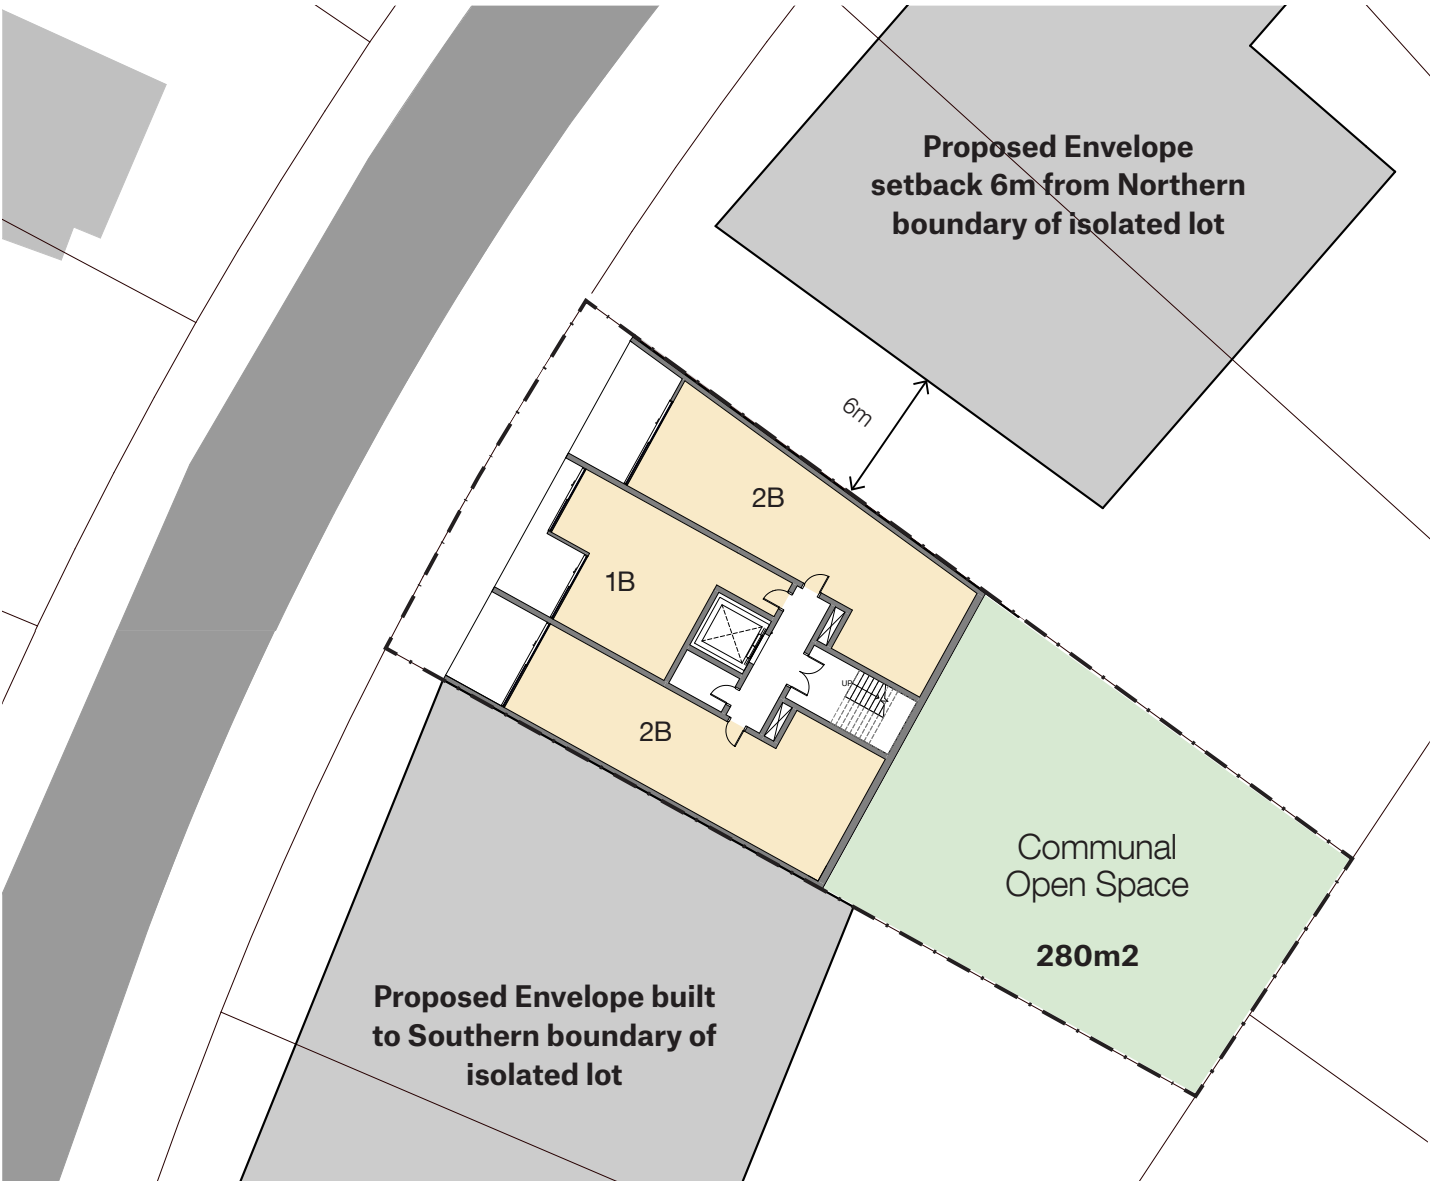 Proposed Envelope
setback 6m from Northern
boundary of isolated lot
6m
2B
1B
UP
2B
Communal
Open Space
280m2
Proposed Envelope built
to Southern boundary of
isolated lot